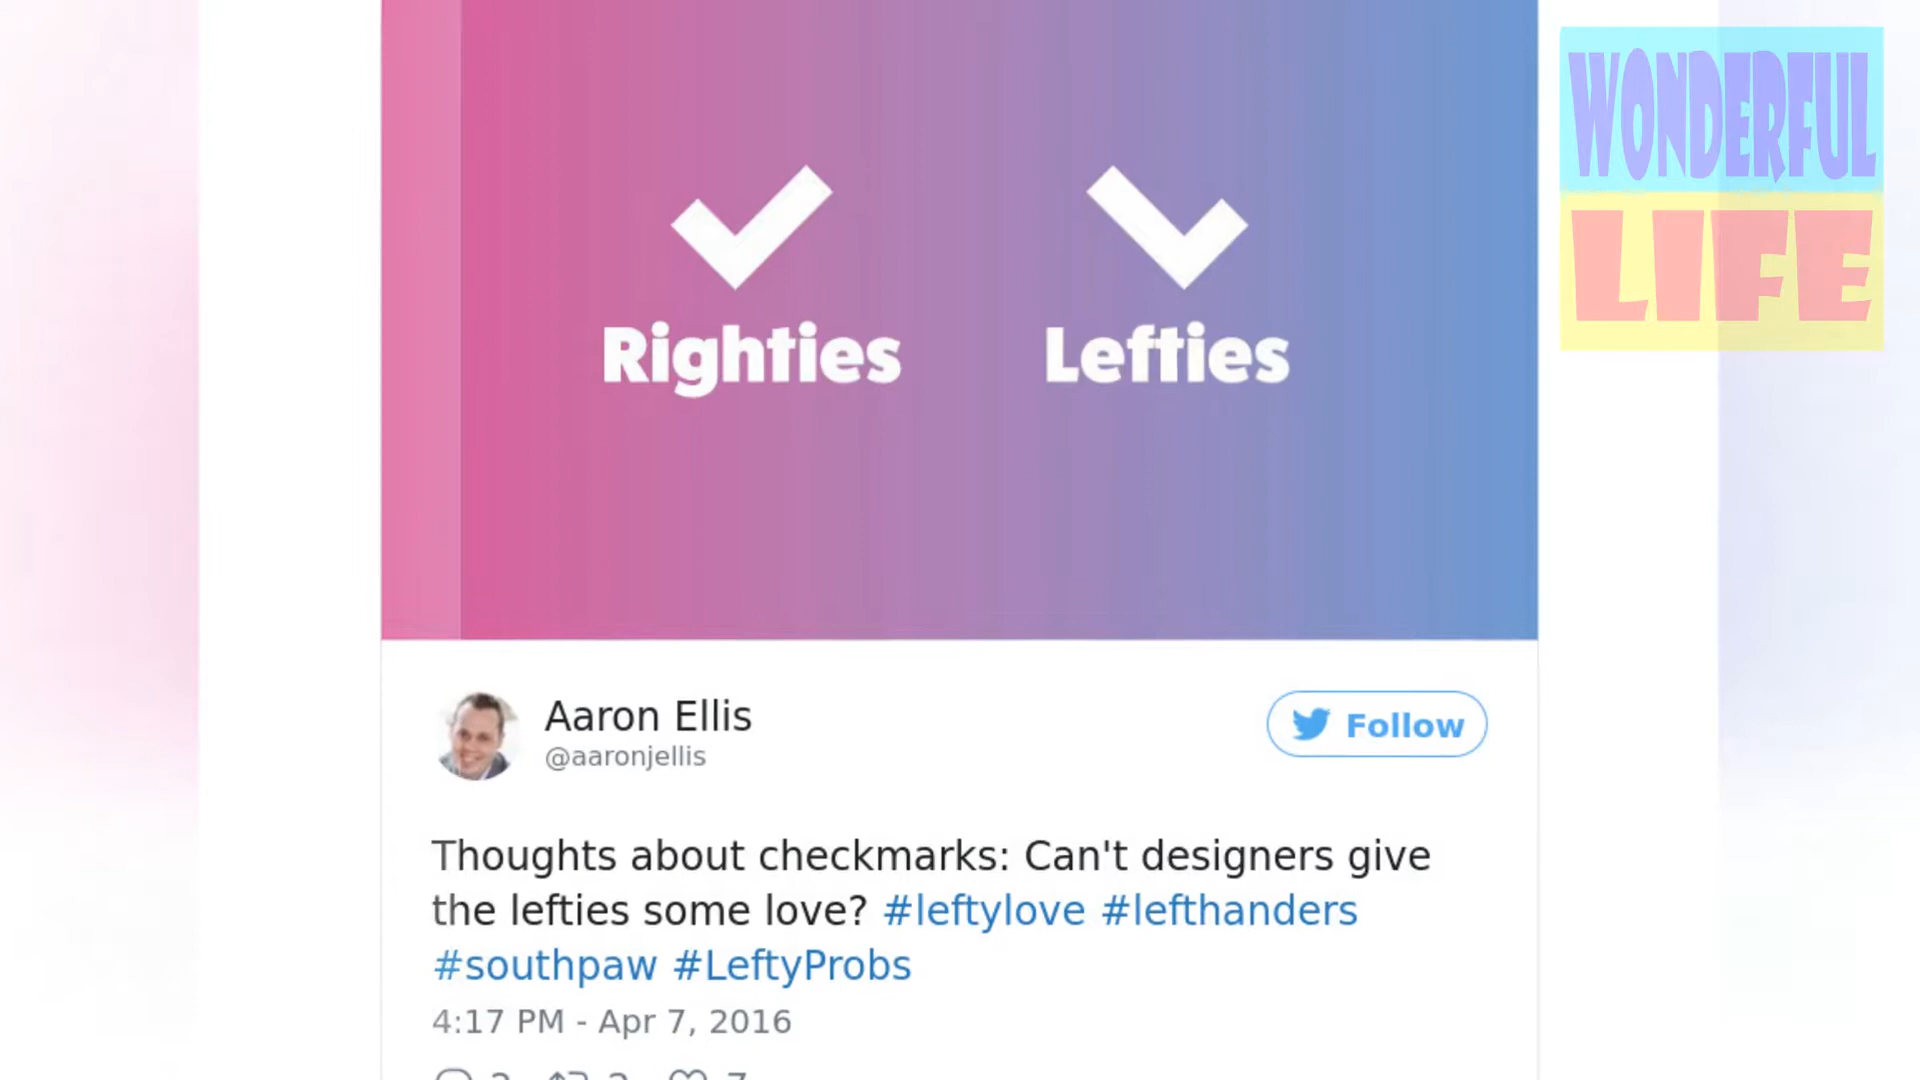 WONDERFUL
LIFE
Righties Lefties
Aaron Ellis
@aaronjellis
Follow
Thoughts about checkmarks: Can't designers give
the lefties some love? #leftylove #lefthanders
#southpaw #LeftyProbs
4:17 PM - Apr 7, 2016